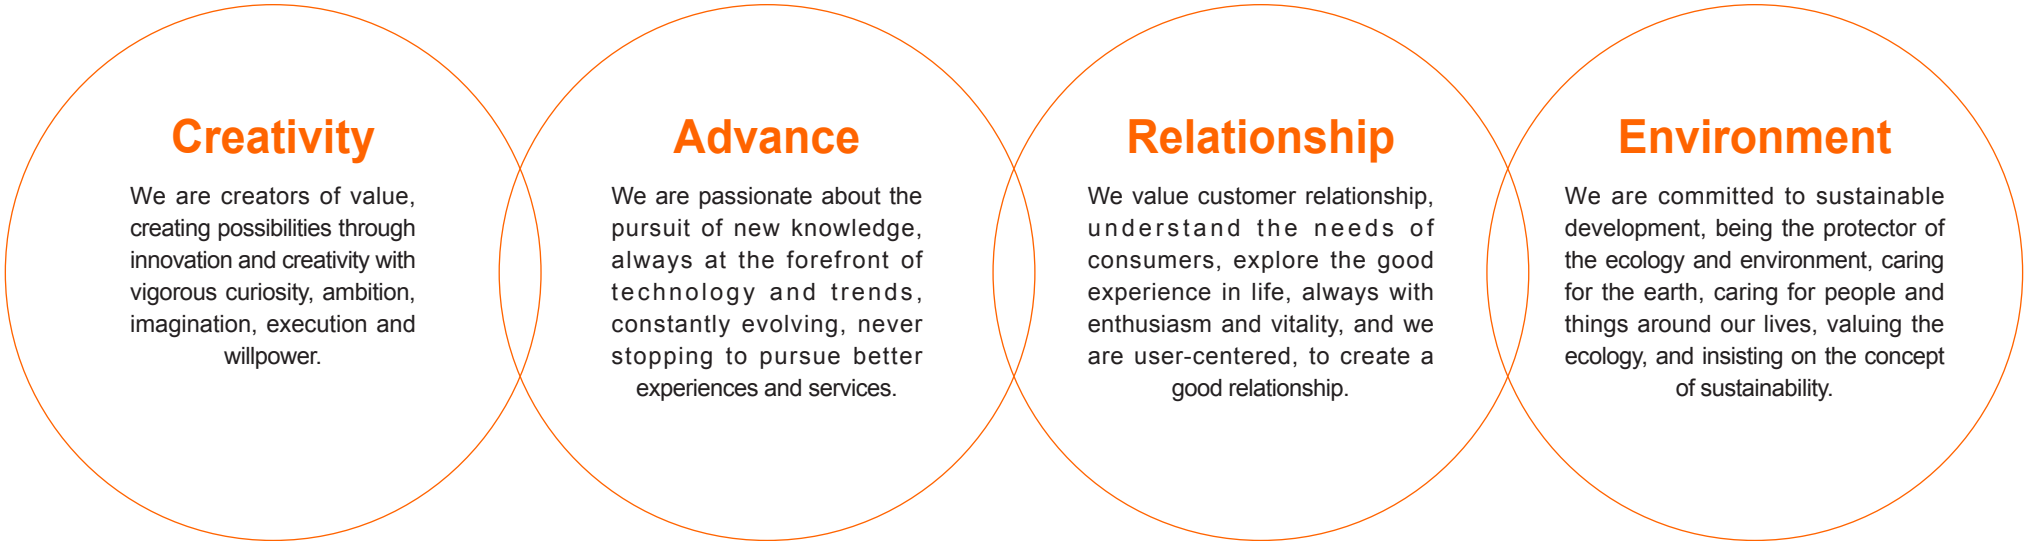 Creativity
We are creators of value,
creating possibilities through
innovation and creativity with
vigorous curiosity, ambition,
imagination, execution and
willpower.
Advance
We are passionate about the
pursuit of new knowledge,
always at the forefront of
technology and trends,
constantly evolving, never
stopping to pursue better
experiences and services.
Relationship
We value customer relationship,
understand the needs of
consumers, explore the good
experience in life, always with
enthusiasm and vitality, and we
are user-centered, to create a
good relationship.
Environment
We are committed to sustainable
development, being the protector of
the ecology and environment, caring
for the earth, caring for people and
things around our lives, valuing the
ecology, and insisting on the concept
of sustainability.